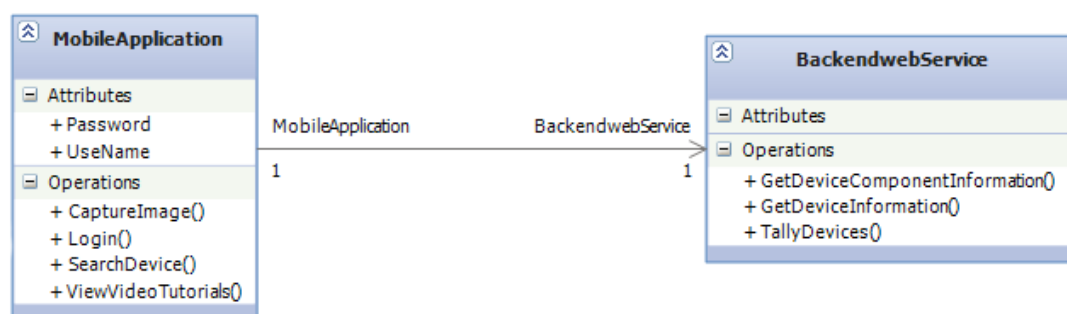 MobileApplication
Attributes
+ Password
+ UseName
Operations
+ CaptureImage()
+ Login()
+ SearchDevice()
+ ViewVideoTutorials()
MobileApplication
1
BackendwebService
1
BackendwebService
Attributes
Operations
+ GetDeviceComponentInformation()
+ GetDeviceInformation()
+ TallyDevices()